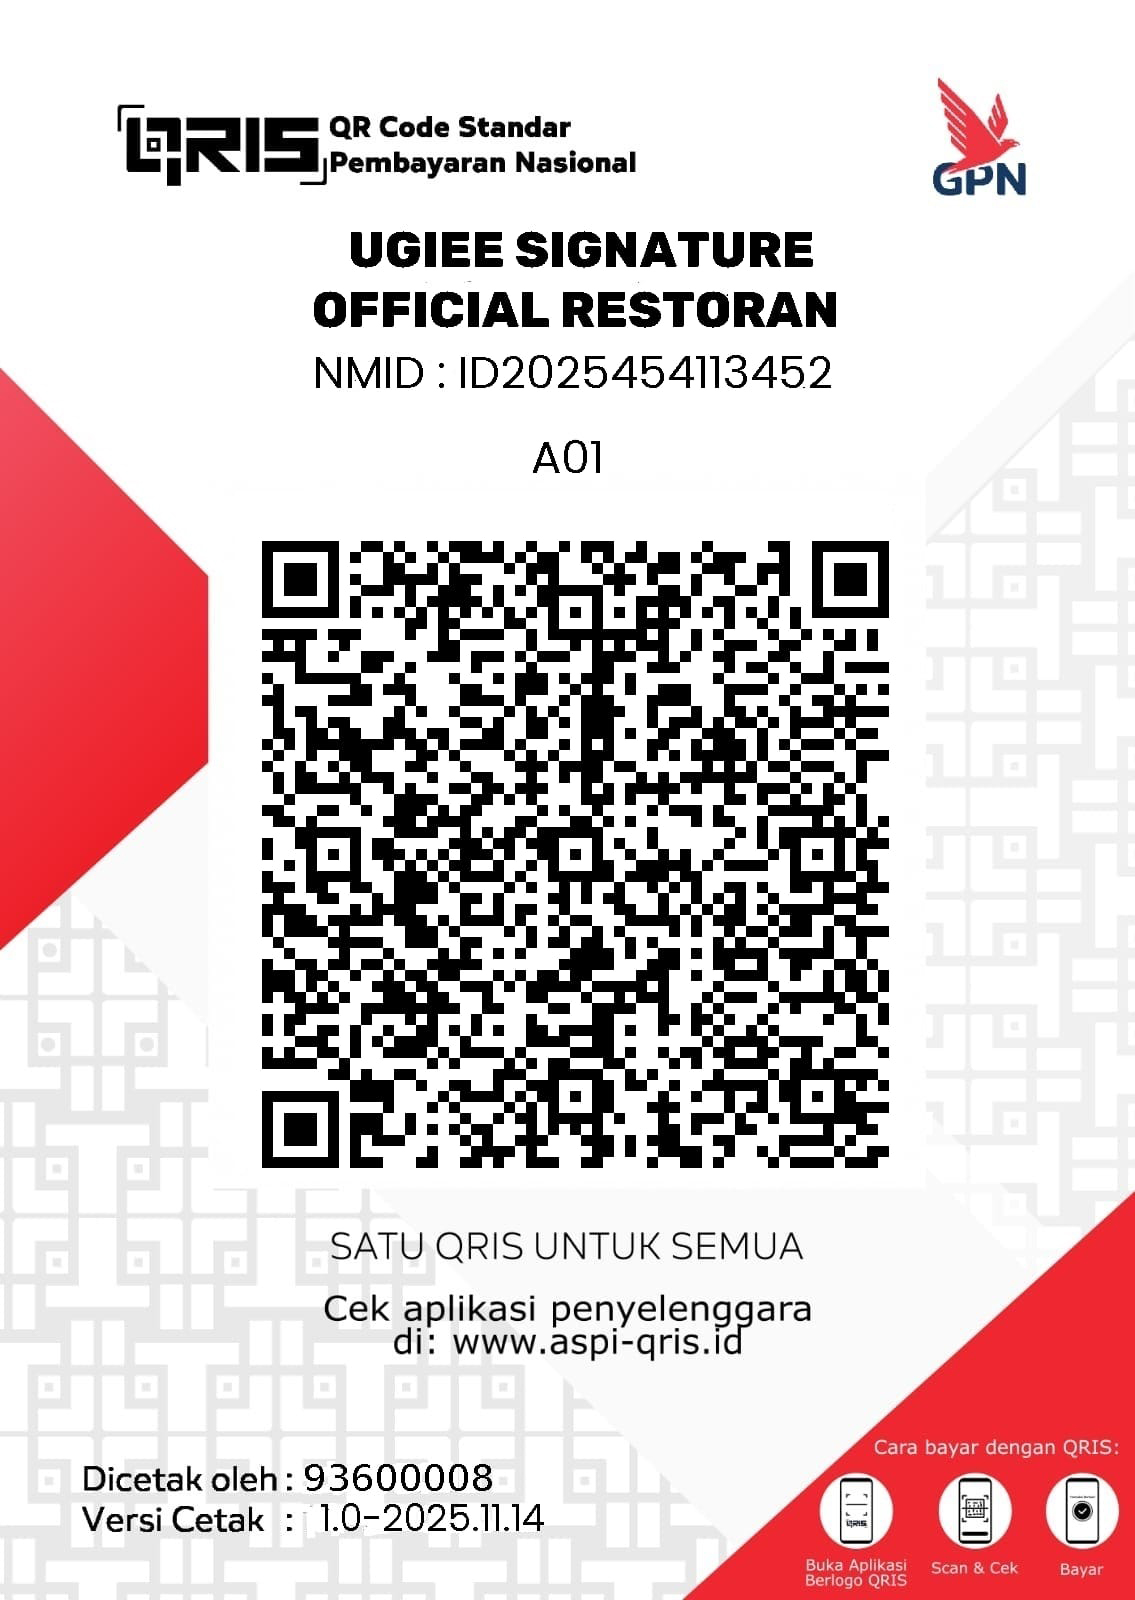 QRIS QR Code Standar
Pembayaran Nasional
GPN
UGIEE SIGNATURE
OFFICIAL RESTORAN
NMID : ID2025454113452
A01
SATU QRIS UNTUK SEMUA
Cek aplikasi penyelenggara
di: www.aspi-qris.id
Dicetak oleh : 93600008
Versi Cetak : 1.0-2025.11.14
Cara bayar dengan QRIS:
QRIS
Buka Aplikasi
Berlogo QRIS
Scan & Cek
Bayar